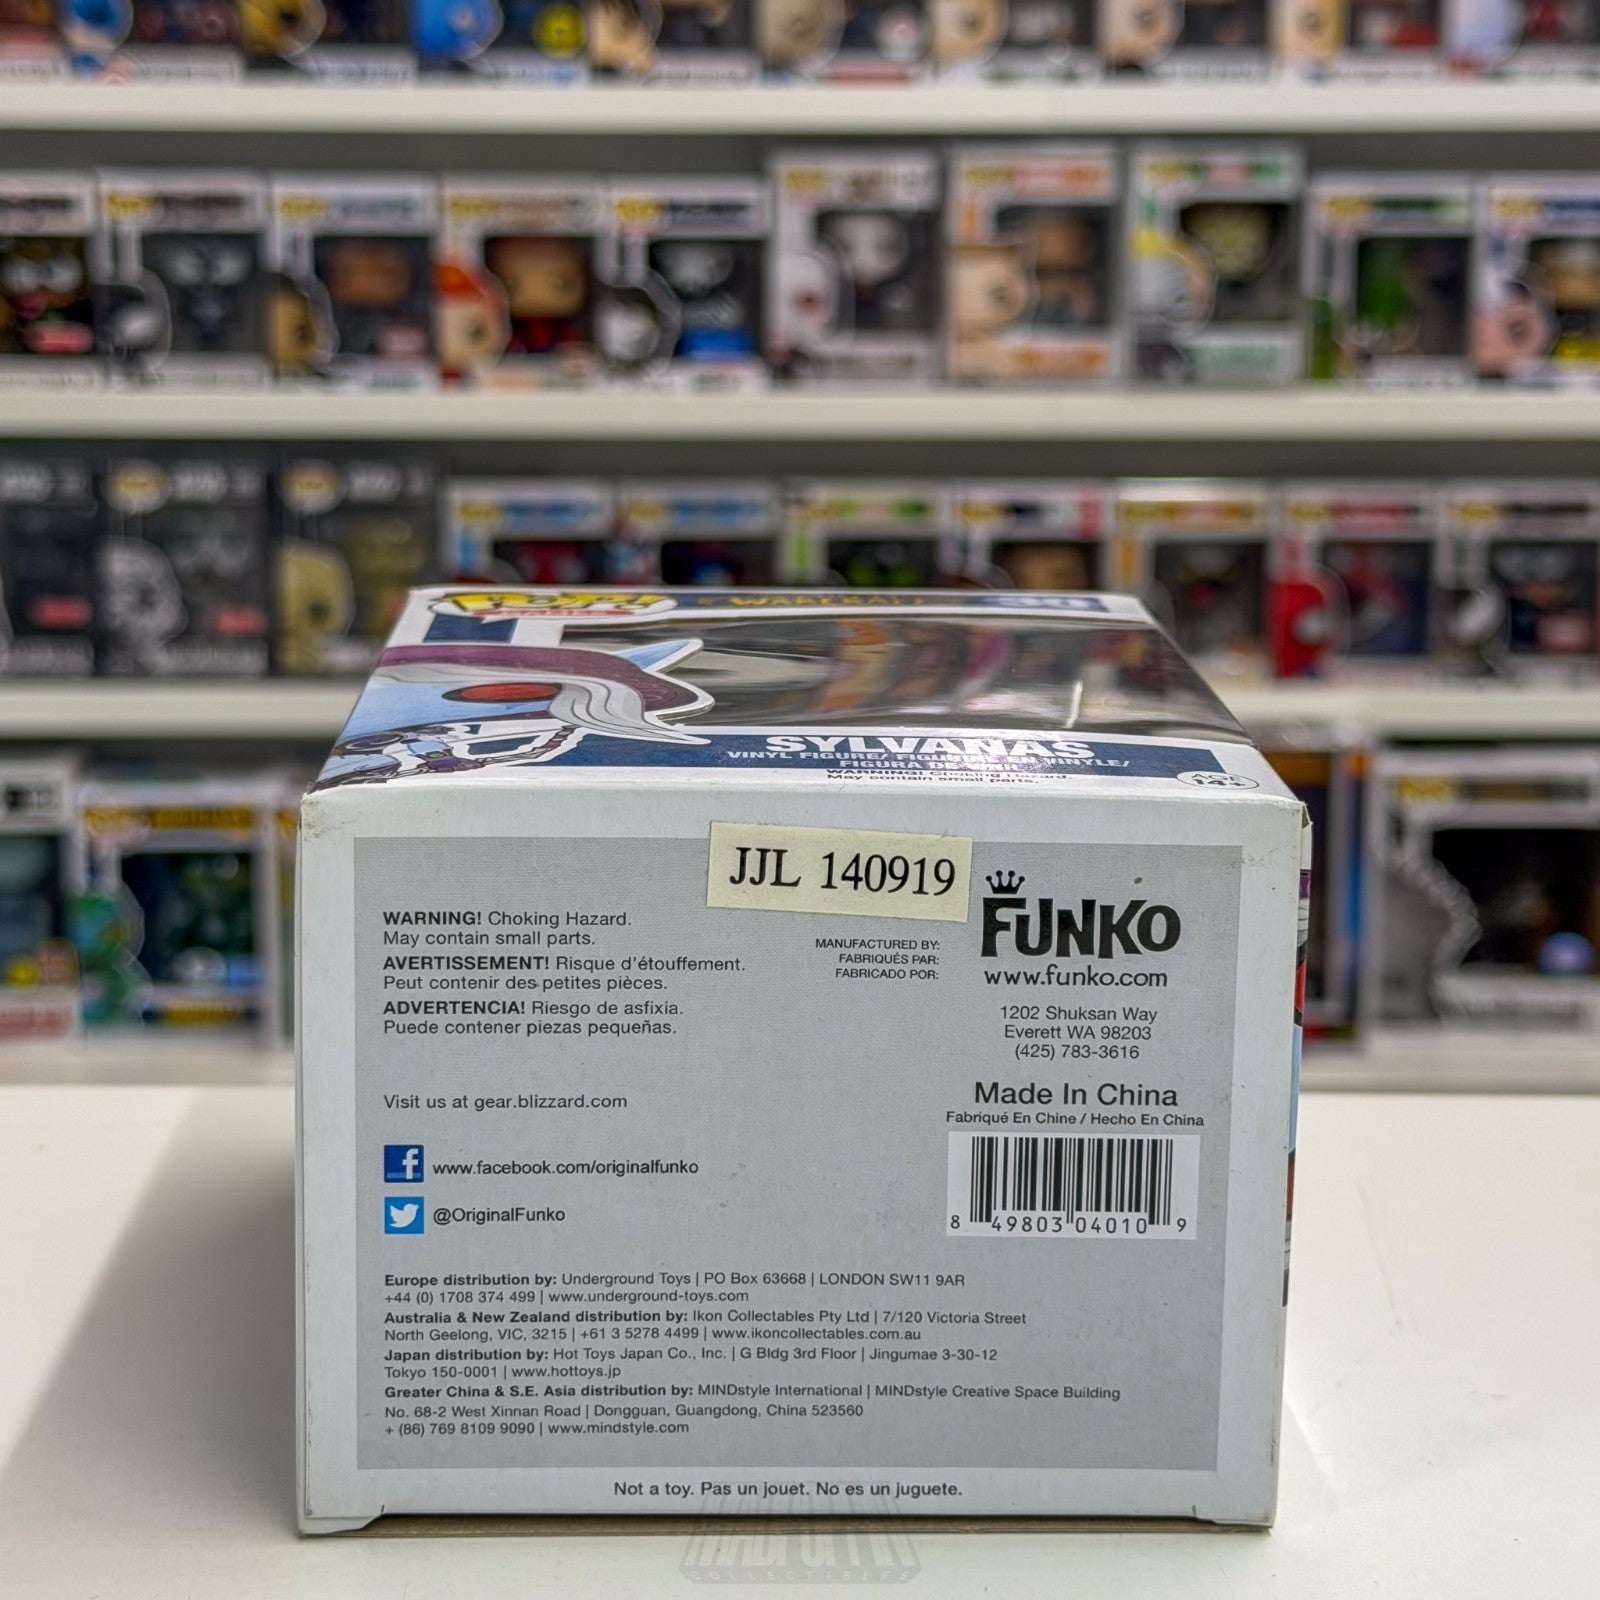 WARCRAFT
SYLVANAS
VINYL FIGURE/ FIGURINE EN VINYLE/
FIGURA DE
WARNING! Choking Hazard.
May contain small parts.
AGE
14+
JJL 140919
WARNING! Choking Hazard.
May contain small parts.
AVERTISSEMENT! Risque d'étouffement.
Peut contenir des petites pièces.
ADVERTENCIA! Riesgo de asfixia.
Puede contener piezas pequeñas.
MANUFACTURED BY:
FABRIQUÉS PAR:
FABRICADO POR:
FUNKO
www.funko.com
1202 Shuksan Way
Everett WA 98203
(425) 783-3616
Made In China
Fabriqué En Chine / Hecho En China
8 49803 04010 9
Visit us at gear.blizzard.com
f www.facebook.com/originalfunko
@OriginalFunko
Europe distribution by: Underground Toys | PO Box 63668 | LONDON SW11 9AR
+44 (0) 1708 374 499 | www.underground-toys.com
Australia & New Zealand distribution by: Ikon Collectables Pty Ltd | 7/120 Victoria Street
North Geelong, VIC, 3215 | +61 3 5278 4499 | www.ikoncollectables.com.au
Japan distribution by: Hot Toys Japan Co., Inc. | G Bldg 3rd Floor | Jingumae 3-30-12
Tokyo 150-0001 | www.hottoys.jp
Greater China & S.E. Asia distribution by: MINDstyle International | MINDstyle Creative Space Building
No. 68-2 West Xinnan Road | Dongguan, Guangdong, China 523560
+ (86) 769 8109 9090 | www.mindstyle.com
Not a toy. Pas un jouet. No es un juguete.
COLLECTIBLES